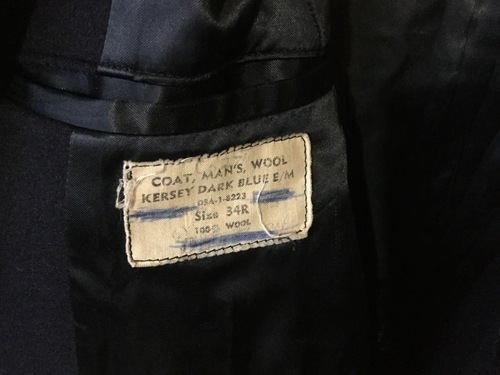 COAT, MAN'S, WOOL
KERSEY DARK BLUE E/M
DSA-1-8223
Size 34R
100% WOOL